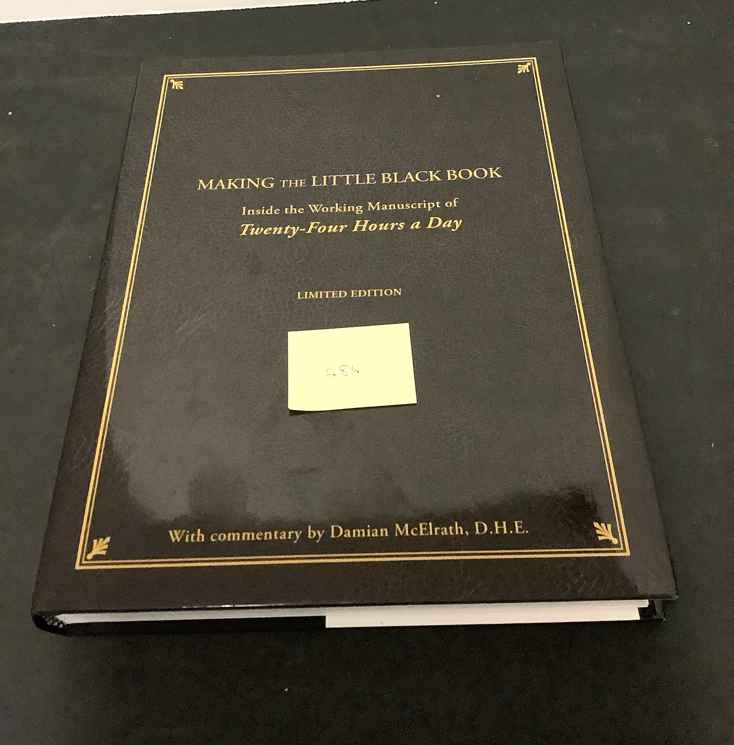 MAKING THE LITTLE BLACK BOOK
Inside the Working Manuscript of
Twenty-Four Hours a Day
LIMITED EDITION
With commentary by Damian McElrath, D.H.E.